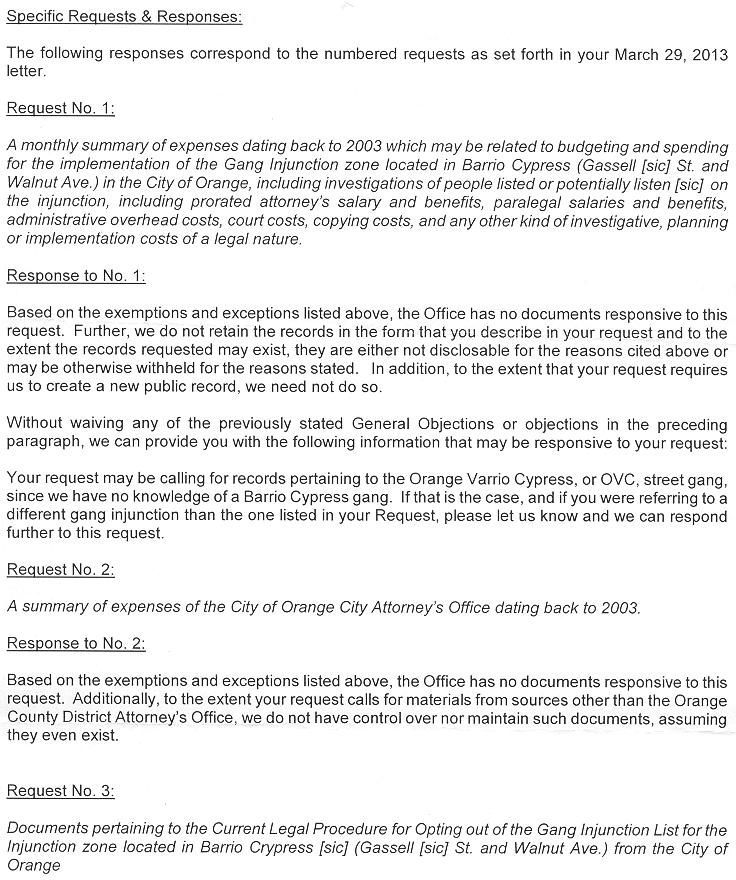 Specific Requests & Responses:
The following responses correspond to the numbered requests as set forth in your March 29, 2013
letter.
Request No. 1:
A monthly summary of expenses dating back to 2003 which may be related to budgeting and spending
for the implementation of the Gang Injunction zone located in Barrio Cypress (Gassell [sic] St. and
Walnut Ave.) in the City of Orange, including investigations of people listed or potentially listen [sic] on
the injunction, including prorated attorney's salary and benefits, paralegal salaries and benefits,
administrative overhead costs, court costs, copying costs, and any other kind of investigative, planning
or implementation costs of a legal nature.
Response to No. 1:
Based on the exemptions and exceptions listed above, the Office has no documents responsive to this
request. Further, we do not retain the records in the form that you describe in your request and to the
extent the records requested may exist, they are either not disclosable for the reasons cited above or
may be otherwise withheld for the reasons stated. In addition, to the extent that your request requires
us to create a new public record, we need not do so.
Without waiving any of the previously stated General Objections or objections in the preceding
paragraph, we can provide you with the following information that may be responsive to your request:
Your request may be calling for records pertaining to the Orange Varrio Cypress, or OVC, street gang,
since we have no knowledge of a Barrio Cypress gang. If that is the case, and if you were referring to a
different gang injunction than the one listed in your Request, please let us know and we can respond
further to this request.
Request No. 2:
A summary of expenses of the City of Orange City Attorney's Office dating back to 2003.
Response to No. 2:
Based on the exemptions and exceptions listed above, the Office has no documents responsive to this
request. Additionally, to the extent your request calls for materials from sources other than the Orange
County District Attorney's Office, we do not have control over nor maintain such documents, assuming
they even exist.
Request No. 3:
Documents pertaining to the Current Legal Procedure for Opting out of the Gang Injunction List for the
Injunction zone located in Barrio Crypress [sic] (Gassell [sic] St. and Walnut Ave.) from the City of
Orange